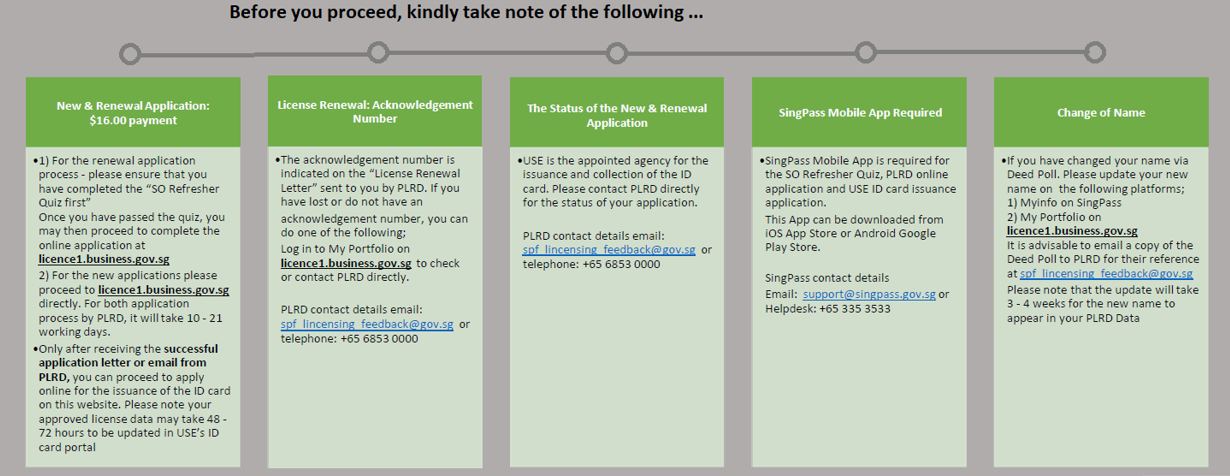 Before you proceed, kindly take note of the following ...
New & Renewal Application:
$16.00 payment
•1) For the renewal application
process - please ensure that you
have completed the “SO Refresher
Quiz first”
Once you have passed the quiz, you
may then proceed to complete the
online application at
licence1.business.gov.sg
2) For the new applications please
proceed to licence1.business.gov.sg
directly. For both application
process by PLRD, it will take 10 - 21
working days.
•Only after receiving the successful
application letter or email from
PLRD, you can proceed to apply
online for the issuance of the ID card
on this website. Please note your
approved license data may take 48 -
72 hours to be updated in USE’s ID
card portal
License Renewal: Acknowledgement
Number
•The acknowledgement number is
indicated on the “License Renewal
Letter” sent to you by PLRD. If you
have lost or do not have an
acknowledgement number, you can
do one of the following;
Log in to My Portfolio on
licence1.business.gov.sg to check
or contact PLRD directly.
PLRD contact details email:
spf_lincensing_feedback@gov.sg or
telephone: +65 6853 0000
The Status of the New & Renewal
Application
•USE is the appointed agency for the
issuance and collection of the ID
card. Please contact PLRD directly
for the status of your application.
PLRD contact details email:
spf_lincensing_feedback@gov.sg or
telephone: +65 6853 0000
SingPass Mobile App Required
•SingPass Mobile App is required for
the SO Refresher Quiz, PLRD online
application and USE ID card issuance
application.
This App can be downloaded from
iOS App Store or Android Google
Play Store.
SingPass contact details
Email: support@singpass.gov.sg or
Helpdesk: +65 335 3533
Change of Name
•If you have changed your name via
Deed Poll. Please update your new
name on the following platforms;
1) Myinfo on SingPass
2) My Portfolio on
licence1.business.gov.sg
It is advisable to email a copy of the
Deed Poll to PLRD for their reference
at spf_lincensing_feedback@gov.sg
Please note that the update will take
3 - 4 weeks for the new name to
appear in your PLRD Data